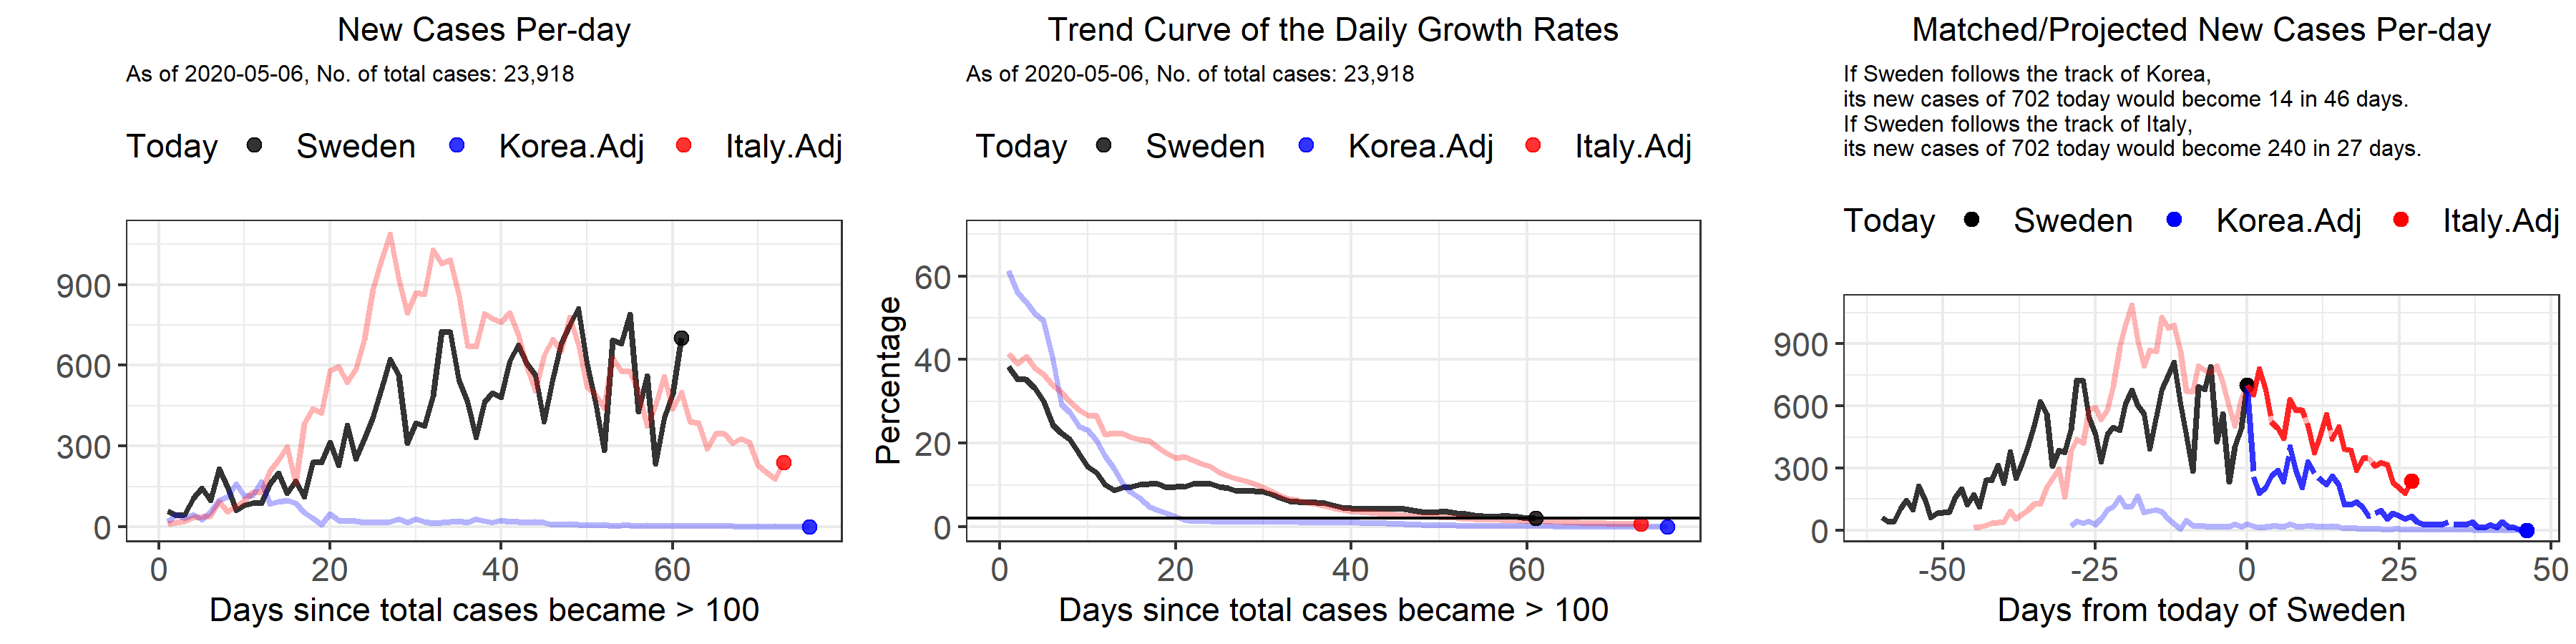 New Cases Per-day
As of 2020-05-06, No. of total cases: 23,918
Today Sweden Korea.Adj Italy.Adj
900
600
300
0
0 20 40 60
Days since total cases became > 100
Trend Curve of the Daily Growth Rates
As of 2020-05-06, No. of total cases: 23,918
Today Sweden Korea.Adj Italy.Adj
Percentage
60
40
20
0
0 20 40 60
Days since total cases became > 100
Matched/Projected New Cases Per-day
If Sweden follows the track of Korea,
its new cases of 702 today would become 14 in 46 days.
If Sweden follows the track of Italy,
its new cases of 702 today would become 240 in 27 days.
Today Sweden Korea.Adj Italy.Adj
900
600
300
0
-50 -25 0 25 50
Days from today of Sweden